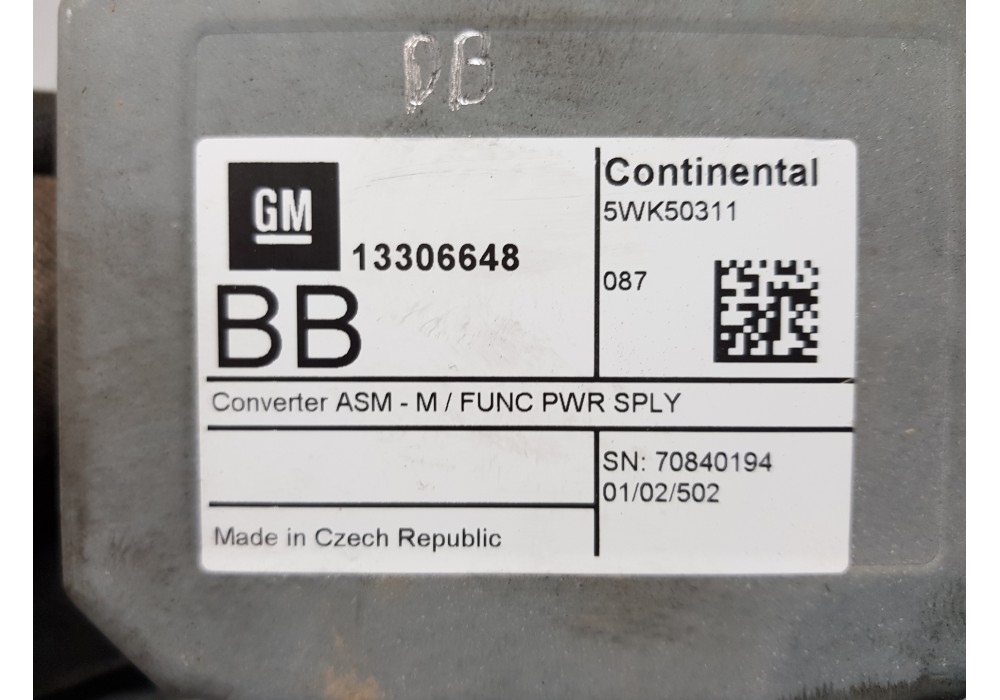 DB
GM
13306648
BB
Continental
5WK50311
087
Converter ASM - M / FUNC PWR SPLY
SN: 70840194
01/02/502
Made in Czech Republic